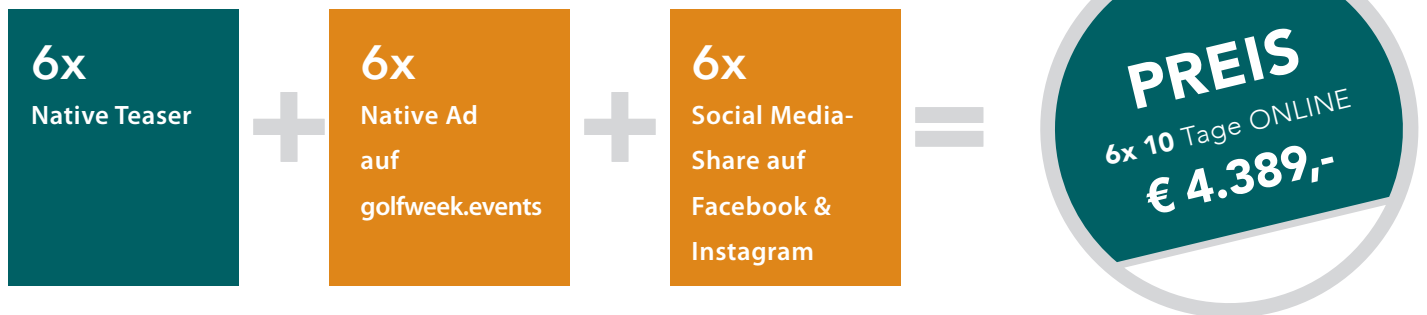 6x
Native Teaser
+
6x
Native Ad
auf
golfweek.events
+
6x
Social Media-
Share auf
Facebook &
Instagram
=
PREIS
6x 10 Tage ONLINE
€ 4.389,-